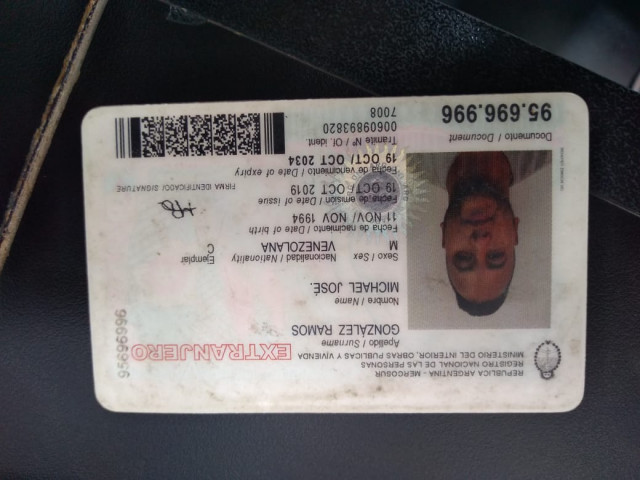 REPUBLICA ARGENTINA - MERCOSUR
REGISTRO NACIONAL DE LAS PERSONAS
MINISTERIO DEL INTERIOR, OBRAS PUBLICAS Y VIVIENDA
Apellido / Surname
EXTRANJERO
GONZALEZ RAMOS
Nombre / Name
MICHAEL JOSÉ.
95696996
Sexo / Sex
Nacionalidad / Nationality
Ejemplar
M
VENEZOLANA
C
Fecha de nacimiento / Date of birth
11 NOV/ NOV 1994
Fecha de emisión / Date of issue
19 OCT/ OCT 2019
FIRMA IDENTIFICADO/ SIGNATURE
Fecha de vencimiento / Date of expiry
19 OCT/ OCT 2034
Documento / Document
Tramite Nº / Of. ident.
95.696.996
00609893820
7008